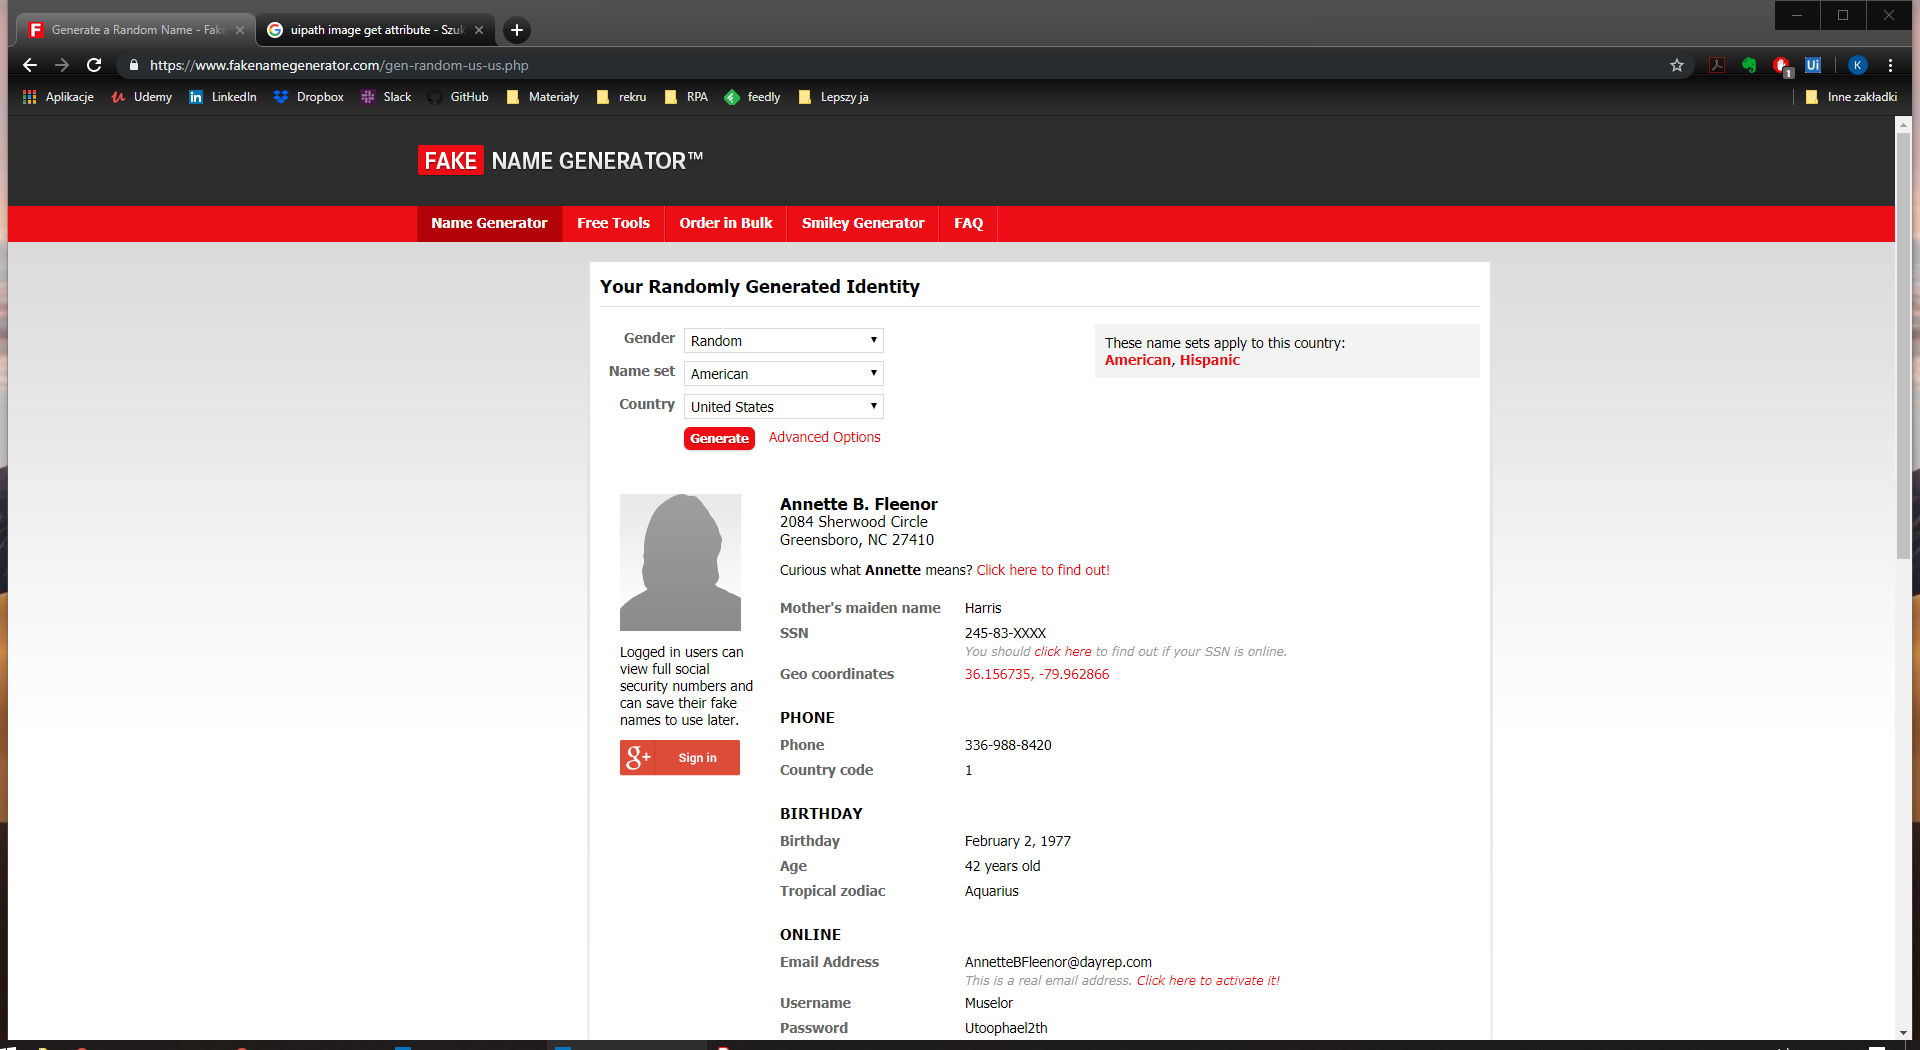 Generate a Random Name - Fake
uipath image get attribute - Szuk
https://www.fakenamegenerator.com/gen-random-us-us.php
1
Ui
K
Aplikacje
Udemy
LinkedIn
Dropbox
Slack
GitHub
Materiały
rekru
RPA
feedly
Lepszy ja
Inne zakładki
FAKE NAME GENERATOR™
Name Generator
Free Tools
Order in Bulk
Smiley Generator
FAQ
Your Randomly Generated Identity
Gender Random
Name set American
Country United States
Generate Advanced Options
These name sets apply to this country:
American, Hispanic
Logged in users can
view full social
security numbers and
can save their fake
names to use later.
g+ Sign in
Annette B. Fleenor
2084 Sherwood Circle
Greensboro, NC 27410
Curious what Annette means? Click here to find out!
Mother's maiden name Harris
SSN 245-83-XXXX
You should click here to find out if your SSN is online.
Geo coordinates 36.156735, -79.962866
PHONE
Phone 336-988-8420
Country code 1
BIRTHDAY
Birthday February 2, 1977
Age 42 years old
Tropical zodiac Aquarius
ONLINE
Email Address AnnetteBFleenor@dayrep.com
This is a real email address. Click here to activate it!
Username Muselor
Password Utoophael2th